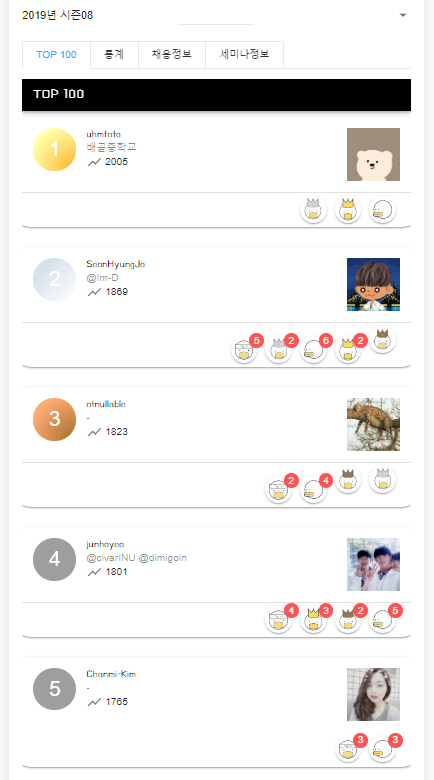 2019년 시즌08
TOP 100 통계 채용정보 세미나정보
TOP 100
1 uhmtoto
배곧중학교
2005
2 SeonHyungJo
@Im-D
1869
5 2 6 2
3 otnullable
-
1823
2 4
4 junhoyeo
@civarINU @dimigoin
1801
4 3 2 5
5 Chanmi-Kim
-
1765
3 3